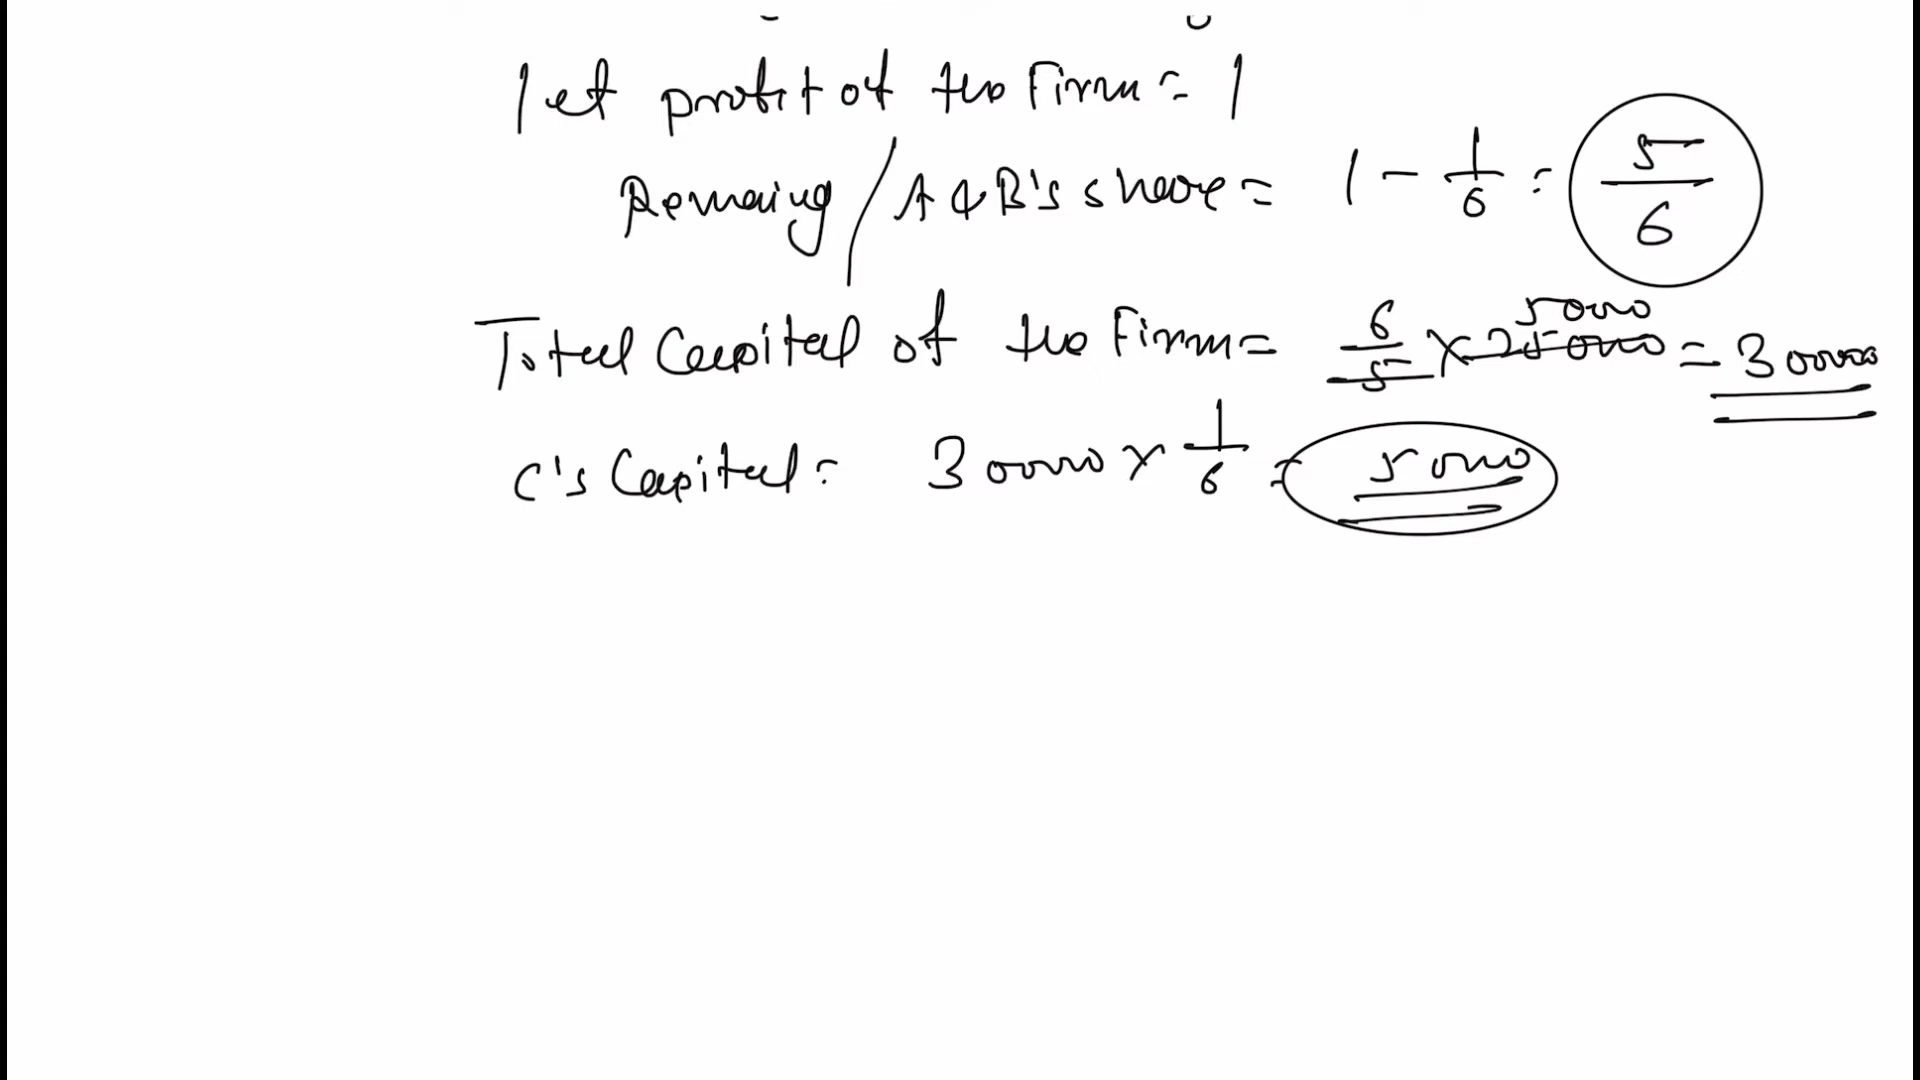 let profit of the Firm = 1
Remaing / A & B's share = 1 - 1/6 = 5/6
5000
Total Capital of the Firm = 6/5 x 25000 = 30000
C's Capital = 30000 x 1/6 = 5000